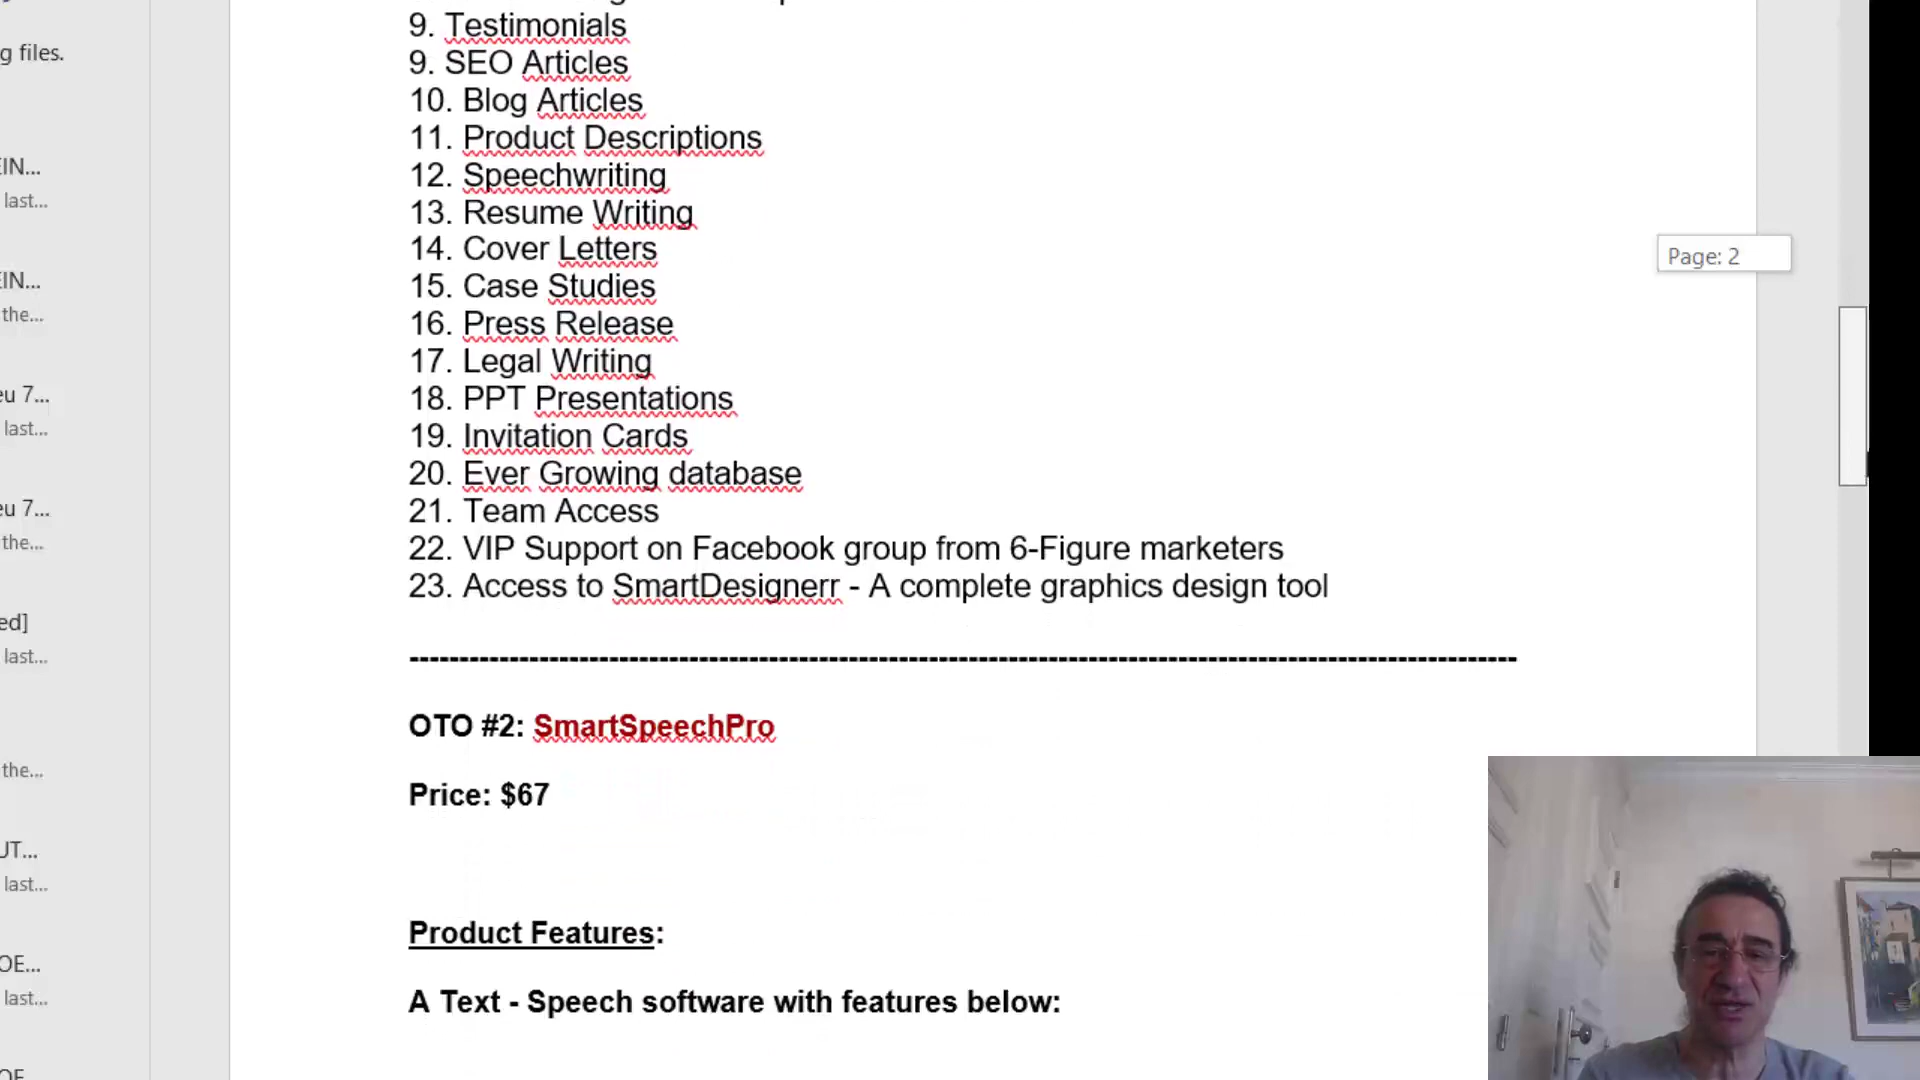 9. Testimonials
9. SEO Articles
10. Blog Articles
11. Product Descriptions
12. Speechwriting
13. Resume Writing
14. Cover Letters
15. Case Studies
16. Press Release
17. Legal Writing
18. PPT Presentations
19. Invitation Cards
20. Ever Growing database
21. Team Access
22. VIP Support on Facebook group from 6-Figure marketers
23. Access to SmartDesignerr - A complete graphics design tool
-----------------------------------------------------------------------------------------------------------
OTO #2: SmartSpeechPro
Price: $67
Product Features:
A Text - Speech software with features below:
Page: 2
g files.
EIN...
last...
EIN...
the...
eu 7...
last...
eu 7...
the...
ed]
last...
the...
UT...
last...
OE...
last...